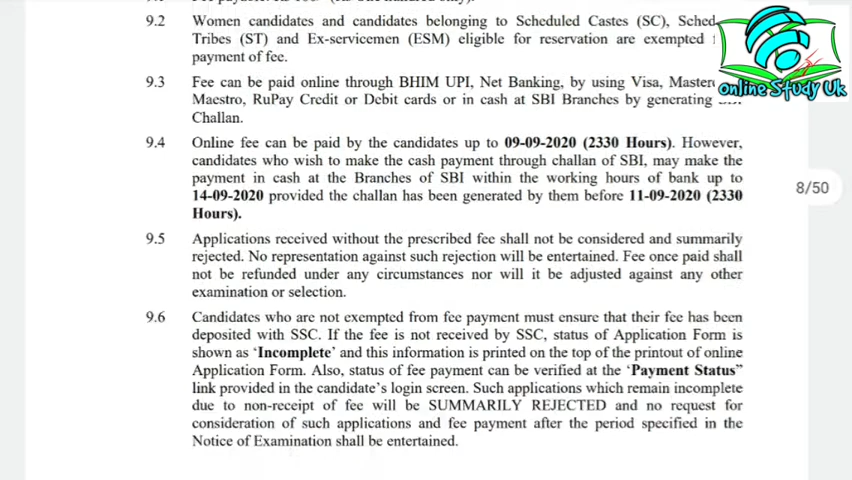 9.2 Women candidates and candidates belonging to Scheduled Castes (SC),
Tribes (ST) and Ex-servicemen (ESM) eligible for reservation are exempted
payment of fee.
9.3 Fee can be paid online through BHIM UPI, Net Banking, by using Visa,
Maestro, RuPay Credit or Debit cards or in cash at SBI Branches by generating
Challan.
9.4 Online fee can be paid by the candidates up to 09-09-2020 (2330 Hours). However,
candidates who wish to make the cash payment through challan of SBI, may make the
payment in cash at the Branches of SBI within the working hours of bank up to
14-09-2020 provided the challan has been generated by them before 11-09-2020 (2330
Hours).
8/50
9.5 Applications received without the prescribed fee shall not be considered and summarily
rejected. No representation against such rejection will be entertained. Fee once paid shall
not be refunded under any circumstances nor will it be adjusted against any other
examination or selection.
9.6 Candidates who are not exempted from fee payment must ensure that their fee has been
deposited with SSC. If the fee is not received by SSC, status of Application Form is
shown as ‘Incomplete’ and this information is printed on the top of the printout of online
Application Form. Also, status of fee payment can be verified at the ‘Payment Status”
link provided in the candidate's login screen. Such applications which remain incomplete
due to non-receipt of fee will be SUMMARILY REJECTED and no request for
consideration of such applications and fee payment after the period specified in the
Notice of Examination shall be entertained.
online Study Uk